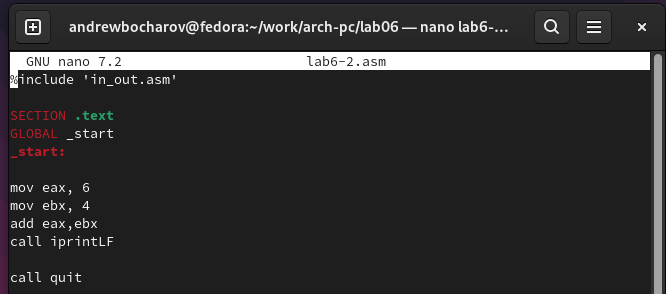 andrewbocharov@fedora:~/work/arch-pc/lab06 — nano lab6-...
GNU nano 7.2 lab6-2.asm
%include 'in_out.asm'
SECTION .text
GLOBAL _start
_start:
mov eax, 6
mov ebx, 4
add eax,ebx
call iprintLF
call quit